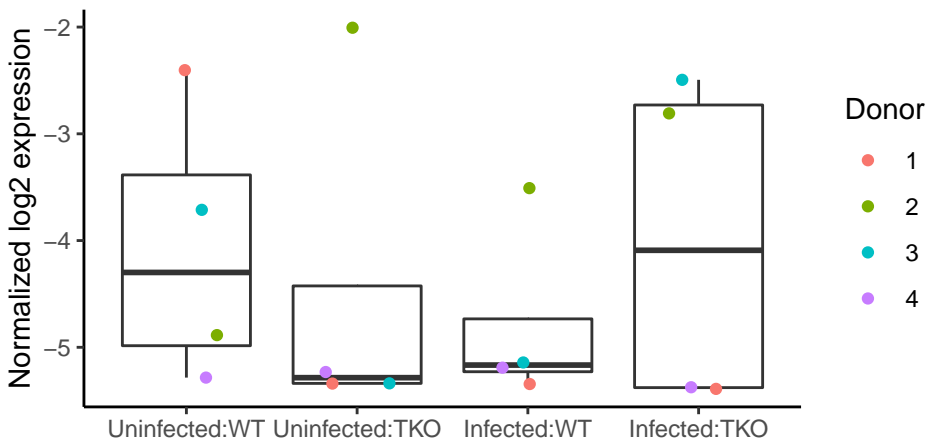 Normalized log2 expression
−2
−3
−4
−5
Uninfected:WT
Uninfected:TKO
Infected:WT
Infected:TKO
Donor
1
2
3
4